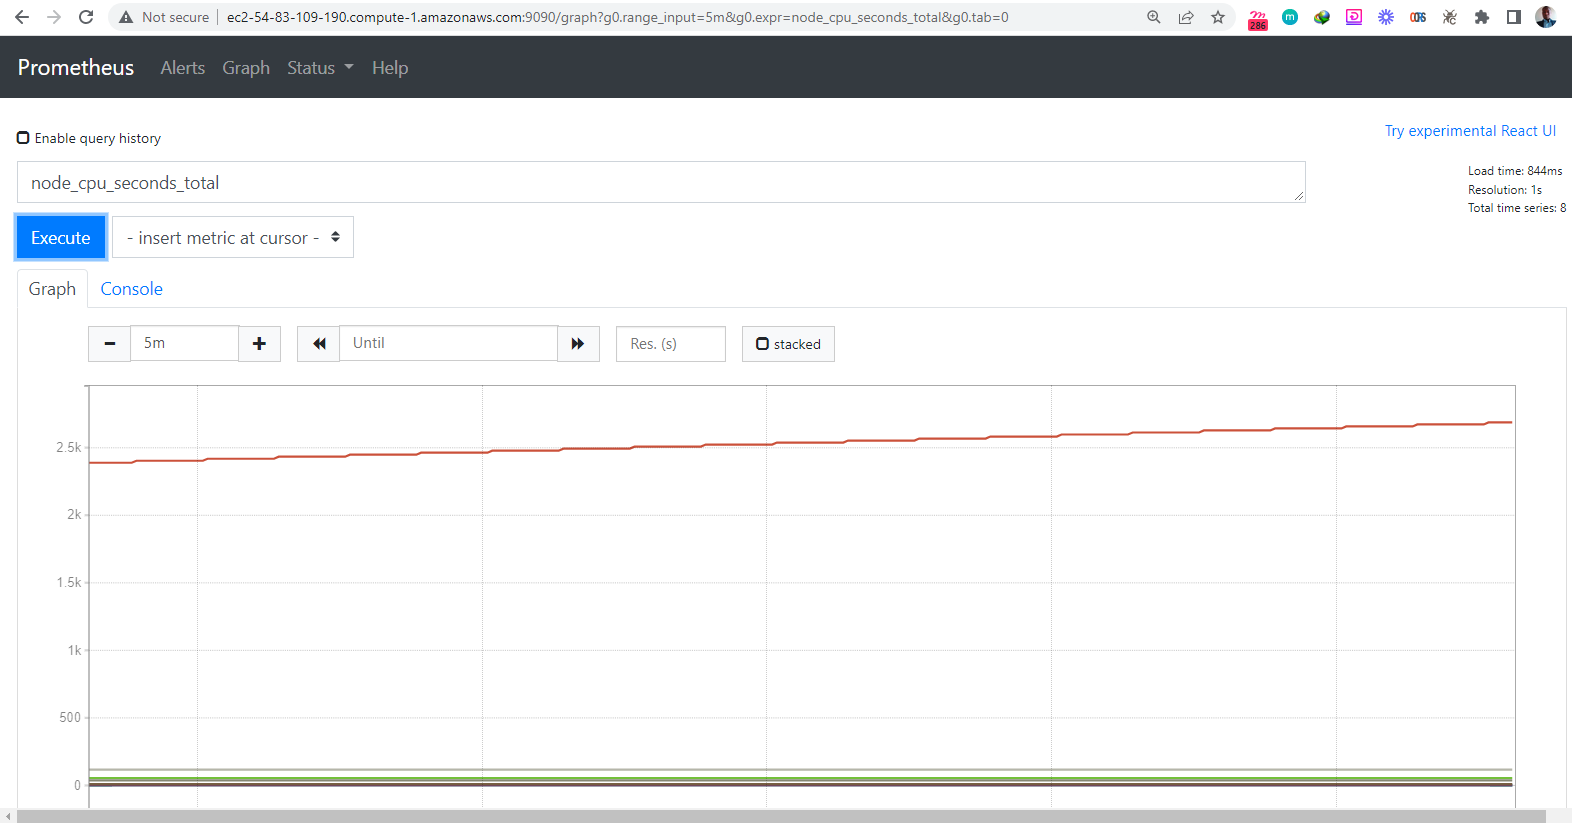 Not secure ec2-54-83-109-190.compute-1.amazonaws.com:9090/graph?g0.range_input=5m&g0.expr=node_cpu_seconds_total&g0.tab=0
286
m
Prometheus Alerts Graph Status Help
Enable query history
Try experimental React UI
node_cpu_seconds_total
Load time: 844ms
Resolution: 1s
Total time series: 8
Execute - insert metric at cursor -
Graph Console
5m Until Res. (s) stacked
2.5k
2k
1.5k
1k
500
0